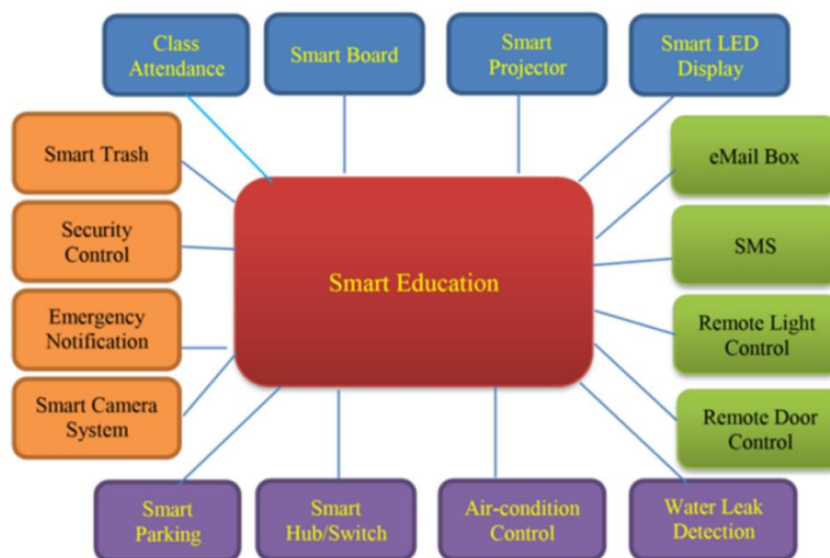 Class
Attendance
Smart Board
Smart
Projector
Smart LED
Display
Smart Trash
Security
Control
Emergency
Notification
Smart Camera
System
Smart Education
eMail Box
SMS
Remote Light
Control
Remote Door
Control
Smart
Parking
Smart
Hub/Switch
Air-condition
Control
Water Leak
Detection